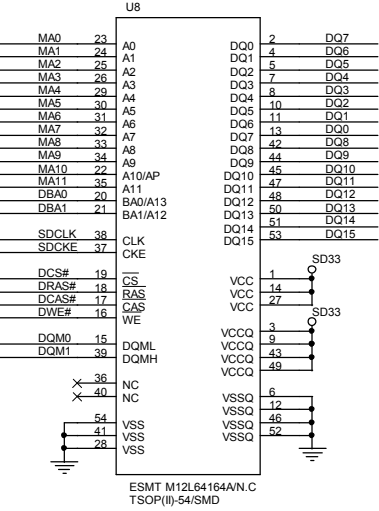 U8
MA0 23 A0 DQ0 2 DQ7
MA1 24 A1 DQ1 4 DQ6
MA2 25 A2 DQ2 5 DQ5
MA3 26 A3 DQ3 7 DQ4
MA4 29 A4 DQ4 8 DQ3
MA5 30 A5 DQ5 10 DQ2
MA6 31 A6 DQ6 11 DQ1
MA7 32 A7 DQ7 13 DQ0
MA8 33 A8 DQ8 42 DQ8
MA9 34 A9 DQ9 44 DQ9
MA10 22 A10/AP DQ10 45 DQ10
MA11 35 A11 DQ11 47 DQ11
DBA0 20 BA0/A13 DQ12 48 DQ12
DBA1 21 BA1/A12 DQ13 50 DQ13
DQ14 51 DQ14
SDCLK 38 CLK DQ15 53 DQ15
SDCKE 37 CKE
SD33
DCS# 19 CS VCC 1
DRAS# 18 RAS VCC 14
DCAS# 17 CAS VCC 27
DWE# 16 WE
SD33
DQM0 15 DQML VCCQ 3
DQM1 39 DQMH VCCQ 9
VCCQ 43
VCCQ 49
36 NC
40 NC VSSQ 6
VSSQ 12
54 VSS VSSQ 46
41 VSS VSSQ 52
28 VSS
ESMT M12L64164A/N.C
TSOP(II)-54/SMD